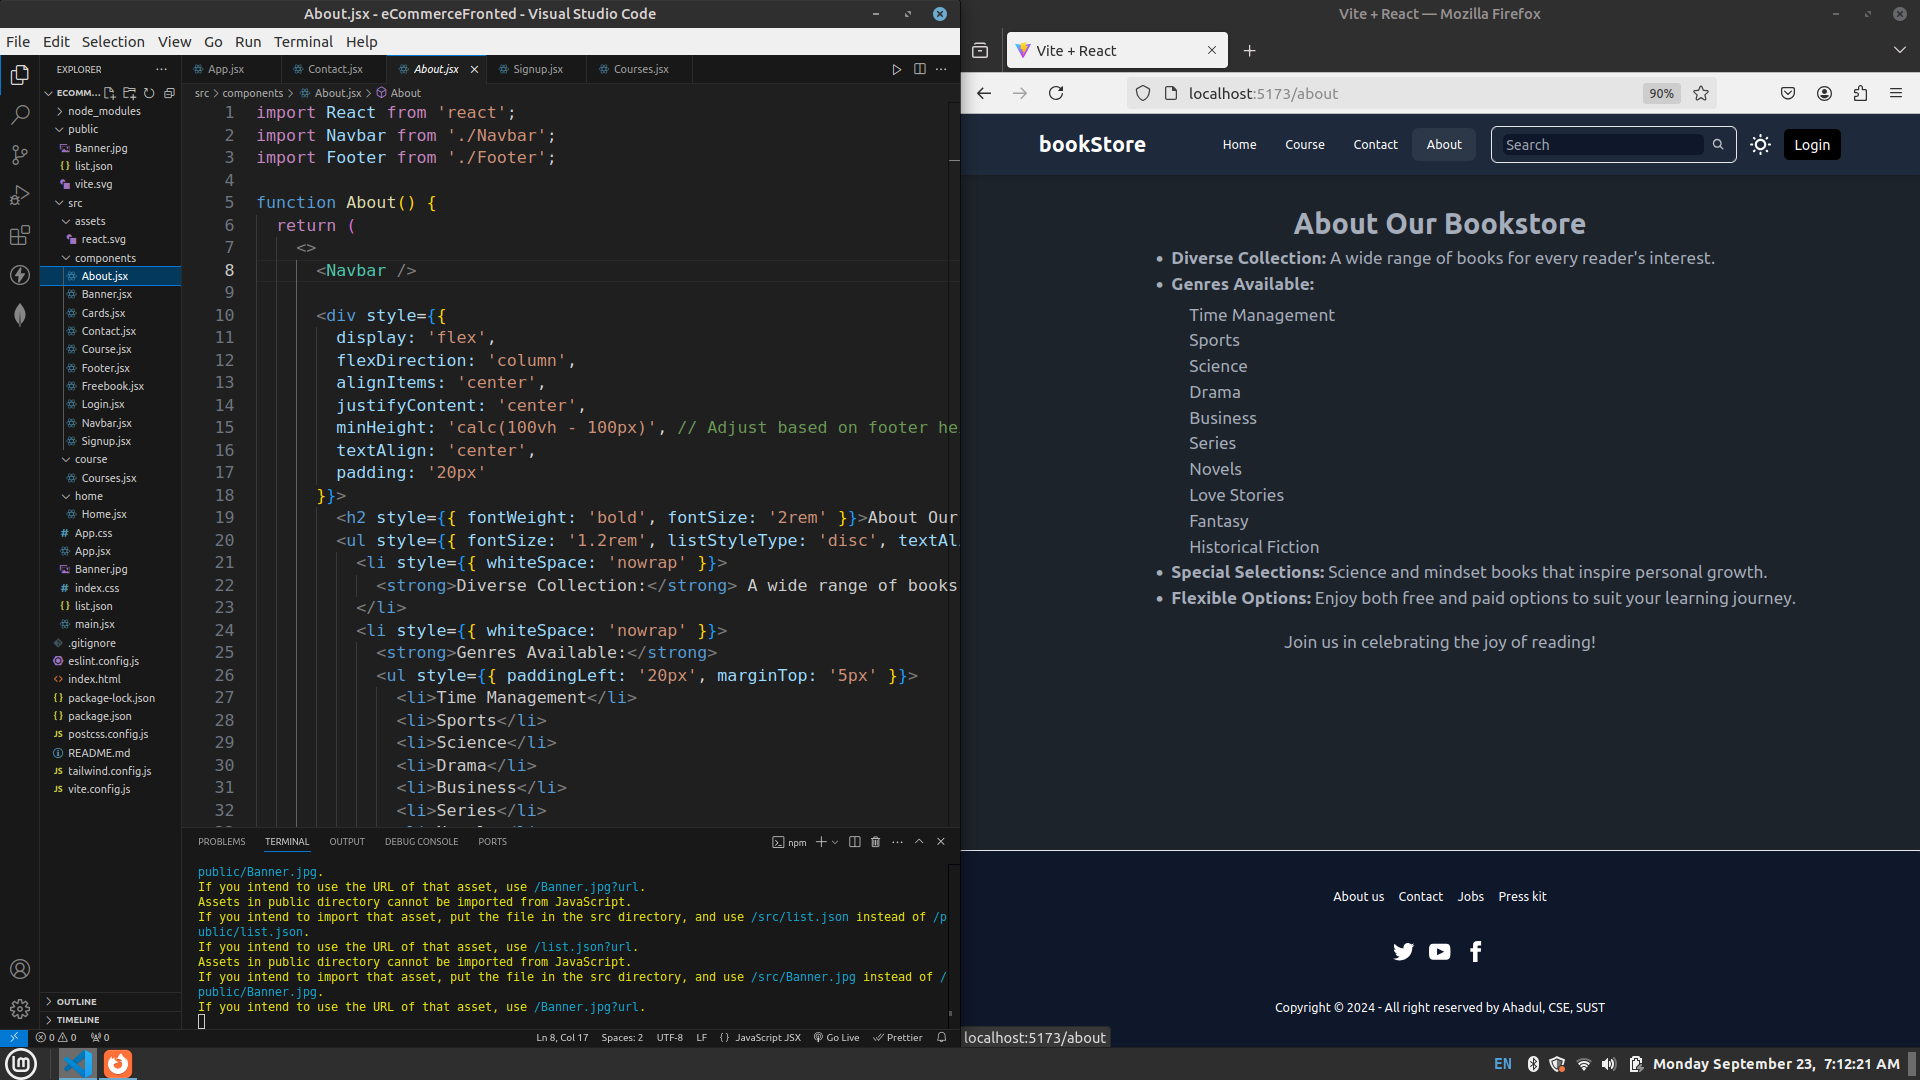 About.jsx - eCommerceFronted - Visual Studio Code
File Edit Selection View Go Run Terminal Help
EXPLORER
ECOMM...
node_modules
public
Banner.jpg
list.json
vite.svg
src
assets
react.svg
components
About.jsx
Banner.jsx
Cards.jsx
Contact.jsx
Course.jsx
Footer.jsx
Freebook.jsx
Login.jsx
Navbar.jsx
Signup.jsx
course
Courses.jsx
home
Home.jsx
App.css
App.jsx
Banner.jpg
index.css
list.json
main.jsx
.gitignore
eslint.config.js
index.html
package-lock.json
package.json
postcss.config.js
README.md
tailwind.config.js
vite.config.js
OUTLINE
TIMELINE
App.jsx Contact.jsx About.jsx Signup.jsx Courses.jsx
src > components > About.jsx > About
1 import React from 'react';
2 import Navbar from './Navbar';
3 import Footer from './Footer';
4
5 function About() {
6 return (
7 <>
8 <Navbar />
9
10 <div style={{
11 display: 'flex',
12 flexDirection: 'column',
13 alignItems: 'center',
14 justifyContent: 'center',
15 minHeight: 'calc(100vh - 100px)', // Adjust based on footer he
16 textAlign: 'center',
17 padding: '20px'
18 }}>
19 <h2 style={{ fontWeight: 'bold', fontSize: '2rem' }}>About Our
20 <ul style={{ fontSize: '1.2rem', listStyleType: 'disc', textAl
21 <li style={{ whiteSpace: 'nowrap' }}>
22 <strong>Diverse Collection:</strong> A wide range of books
23 </li>
24 <li style={{ whiteSpace: 'nowrap' }}>
25 <strong>Genres Available:</strong>
26 <ul style={{ paddingLeft: '20px', marginTop: '5px' }}>
27 <li>Time Management</li>
28 <li>Sports</li>
29 <li>Science</li>
30 <li>Drama</li>
31 <li>Business</li>
32 <li>Series</li>
PROBLEMS TERMINAL OUTPUT DEBUG CONSOLE PORTS
npm
public/Banner.jpg.
If you intend to use the URL of that asset, use /Banner.jpg?url.
Assets in public directory cannot be imported from JavaScript.
If you intend to import that asset, put the file in the src directory, and use /src/list.json instead of /p
ublic/list.json.
If you intend to use the URL of that asset, use /list.json?url.
Assets in public directory cannot be imported from JavaScript.
If you intend to import that asset, put the file in the src directory, and use /src/Banner.jpg instead of /
public/Banner.jpg.
If you intend to use the URL of that asset, use /Banner.jpg?url.
0 0 0 Ln 8, Col 17 Spaces: 2 UTF-8 LF {} JavaScript JSX Go Live Prettier
Vite + React — Mozilla Firefox
Vite + React
localhost:5173/about 90%
bookStore
Home Course Contact About Search Login
About Our Bookstore
• Diverse Collection: A wide range of books for every reader's interest.
• Genres Available:
Time Management
Sports
Science
Drama
Business
Series
Novels
Love Stories
Fantasy
Historical Fiction
• Special Selections: Science and mindset books that inspire personal growth.
• Flexible Options: Enjoy both free and paid options to suit your learning journey.
Join us in celebrating the joy of reading!
About us Contact Jobs Press kit
Copyright © 2024 - All right reserved by Ahadul, CSE, SUST
localhost:5173/about
EN Monday September 23, 7:12:21 AM